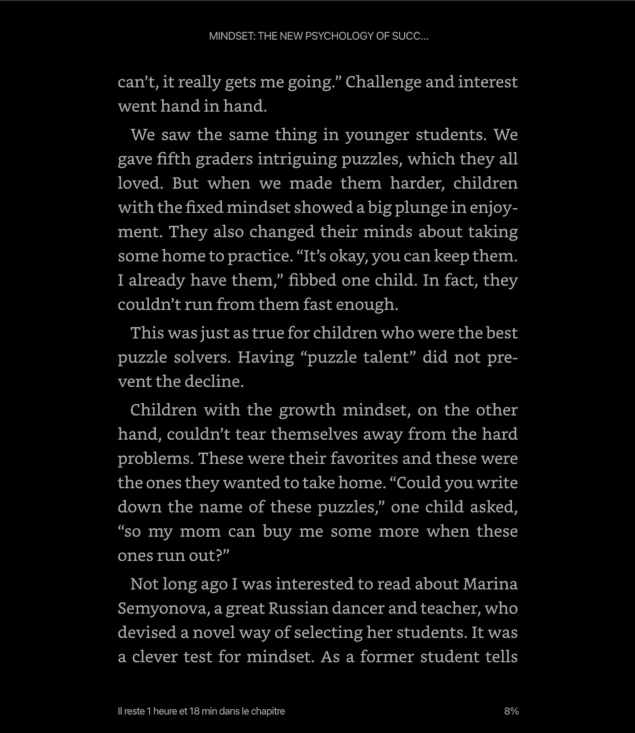 MINDSET: THE NEW PSYCHOLOGY OF SUCC...
can't, it really gets me going.” Challenge and interest
went hand in hand.
We saw the same thing in younger students. We
gave fifth graders intriguing puzzles, which they all
loved. But when we made them harder, children
with the fixed mindset showed a big plunge in enjoy-
ment. They also changed their minds about taking
some home to practice. “It's okay, you can keep them.
I already have them,” fibbed one child. In fact, they
couldn't run from them fast enough.
This was just as true for children who were the best
puzzle solvers. Having “puzzle talent” did not pre-
vent the decline.
Children with the growth mindset, on the other
hand, couldn't tear themselves away from the hard
problems. These were their favorites and these were
the ones they wanted to take home. “Could you write
down the name of these puzzles,” one child asked,
“so my mom can buy me some more when these
ones run out?”
Not long ago I was interested to read about Marina
Semyonova, a great Russian dancer and teacher, who
devised a novel way of selecting her students. It was
a clever test for mindset. As a former student tells
Il reste 1 heure et 18 min dans le chapitre
8%